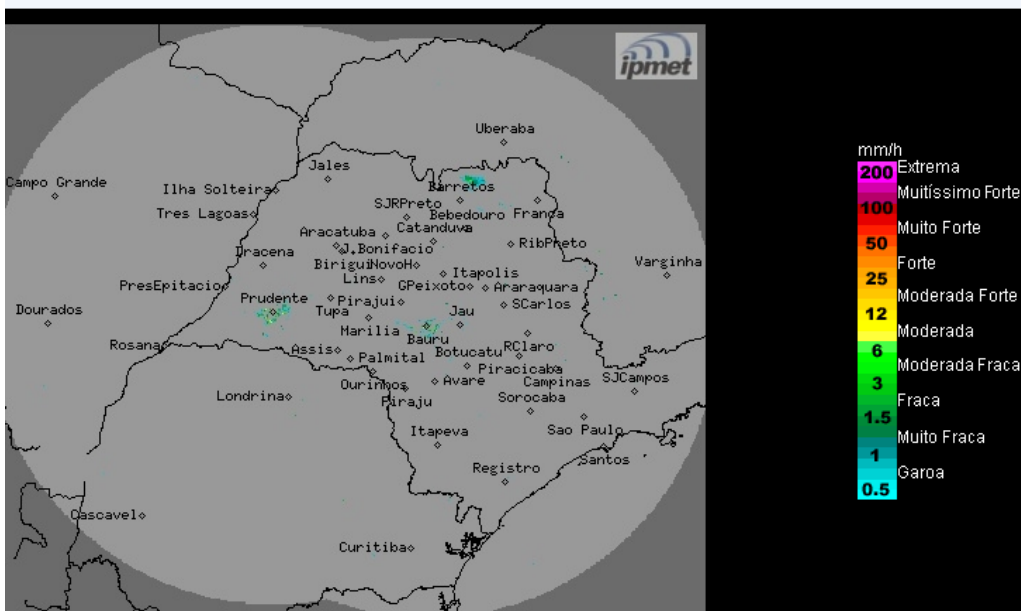 ipmet
Uberaba
Jales
Campo Grande
Ilha Solteira
Barretos
SJRPreto
Tres Lagoas
Bebedouro
Franca
Aracatuba
Catanduva
J.Bonifacio
RibPreto
Dracena
Birigui
NovoH
Itapolis
Varginha
Lins
PresEpitacio
GPeixoto
Araraquara
Prudente
Pirajui
Jau
SCarlos
Dourados
Tupa
Marilia
Bauru
Rosana
Assis
Botucatu
RClaro
Palmital
Piracicaba
SJCampos
Ourinhos
Avare
Campinas
Londrina
Piraju
Sorocaba
Itapeva
Sao Paulo
Registro
Santos
Cascavel
Curitiba
mm/h
200 Extrema
Muitíssimo Forte
100
Muito Forte
50
Forte
25
Moderada Forte
12
Moderada
6
Moderada Fraca
3
Fraca
1.5
Muito Fraca
1
Garoa
0.5